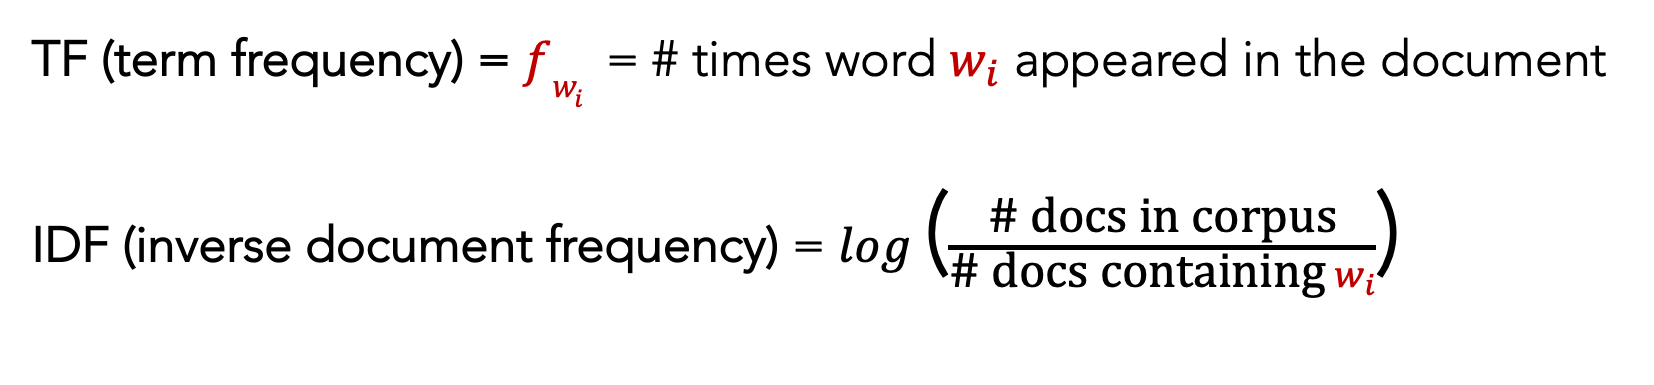 TF (term frequency) = f_{w_i} = # times word w_i appeared in the document
IDF (inverse document frequency) = log (# docs in corpus / # docs containing w_i)